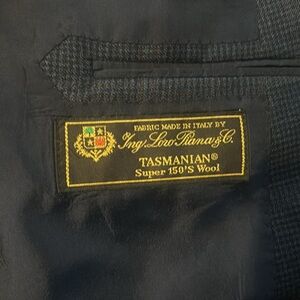 FABRIC MADE IN ITALY BY
Ing. Loro Piana & C.
TASMANIAN®
Super 150'S Wool